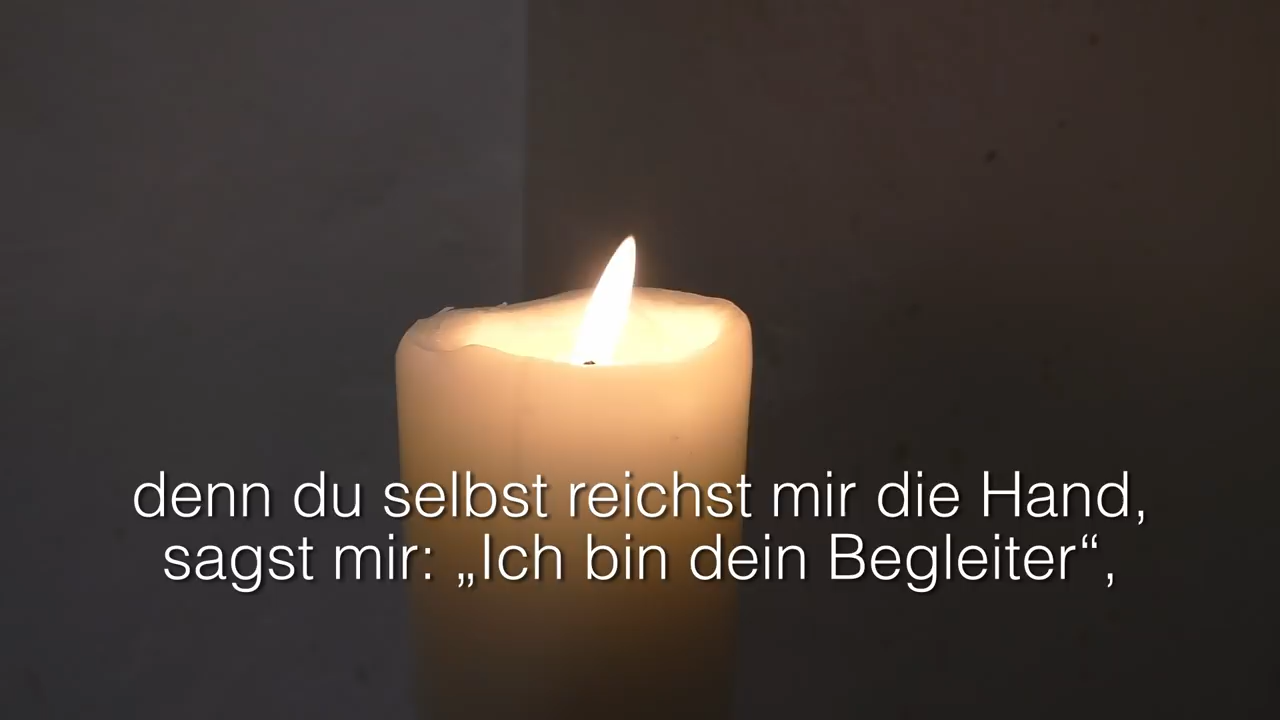 denn du selbst reichst mir die Hand,
sagst mir: „Ich bin dein Begleiter“,